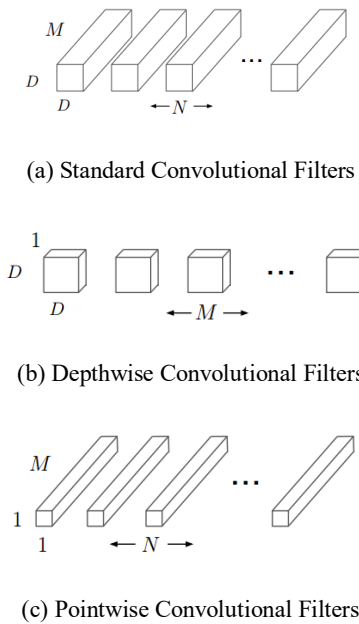 M
D
D
N
...
(a) Standard Convolutional Filters
1
D
D
M
...
(b) Depthwise Convolutional Filters
M
1
1
N
...
(c) Pointwise Convolutional Filters